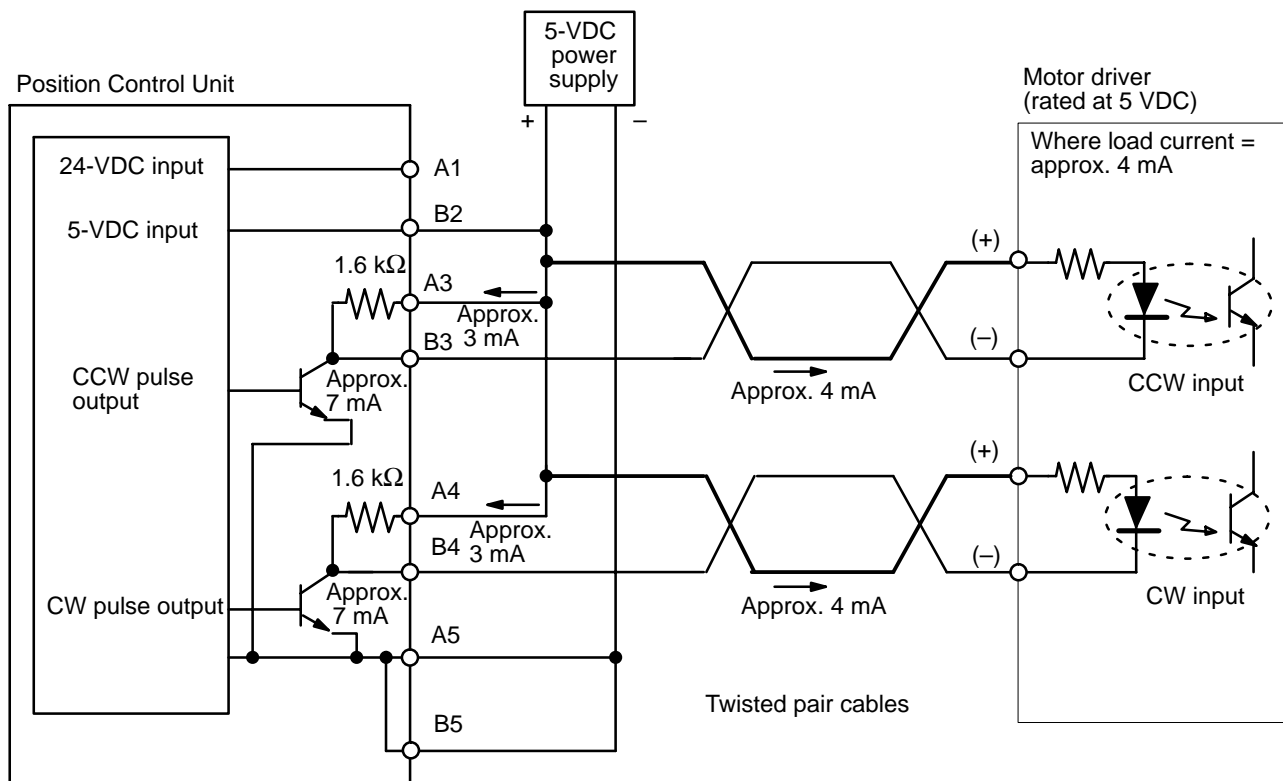 5-VDC
power
supply
Position Control Unit
+
–
Motor driver
(rated at 5 VDC)
Where load current =
approx. 4 mA
24-VDC input
A1
5-VDC input
B2
1.6 kΩ
A3
Approx.
3 mA
B3
(+)
(–)
CCW pulse
output
Approx.
7 mA
Approx. 4 mA
CCW input
1.6 kΩ
A4
Approx.
3 mA
B4
(+)
(–)
CW pulse output
Approx.
7 mA
Approx. 4 mA
CW input
A5
Twisted pair cables
B5